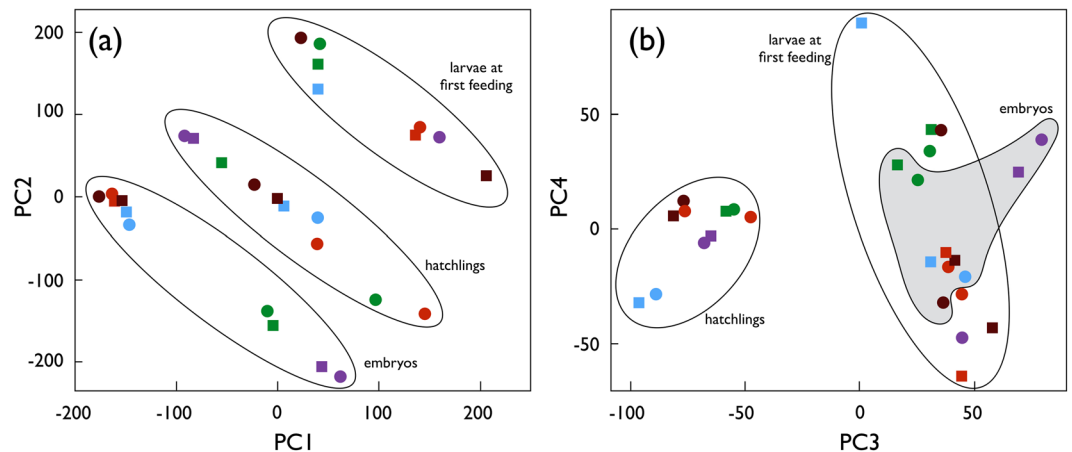 (a)
larvae at
first feeding
hatchlings
embryos
200
100
0
-100
-200
PC2
-200
-100
0
100
200
PC1
(b)
larvae at
first feeding
embryos
hatchlings
50
0
-50
PC4
-100
-50
0
50
PC3